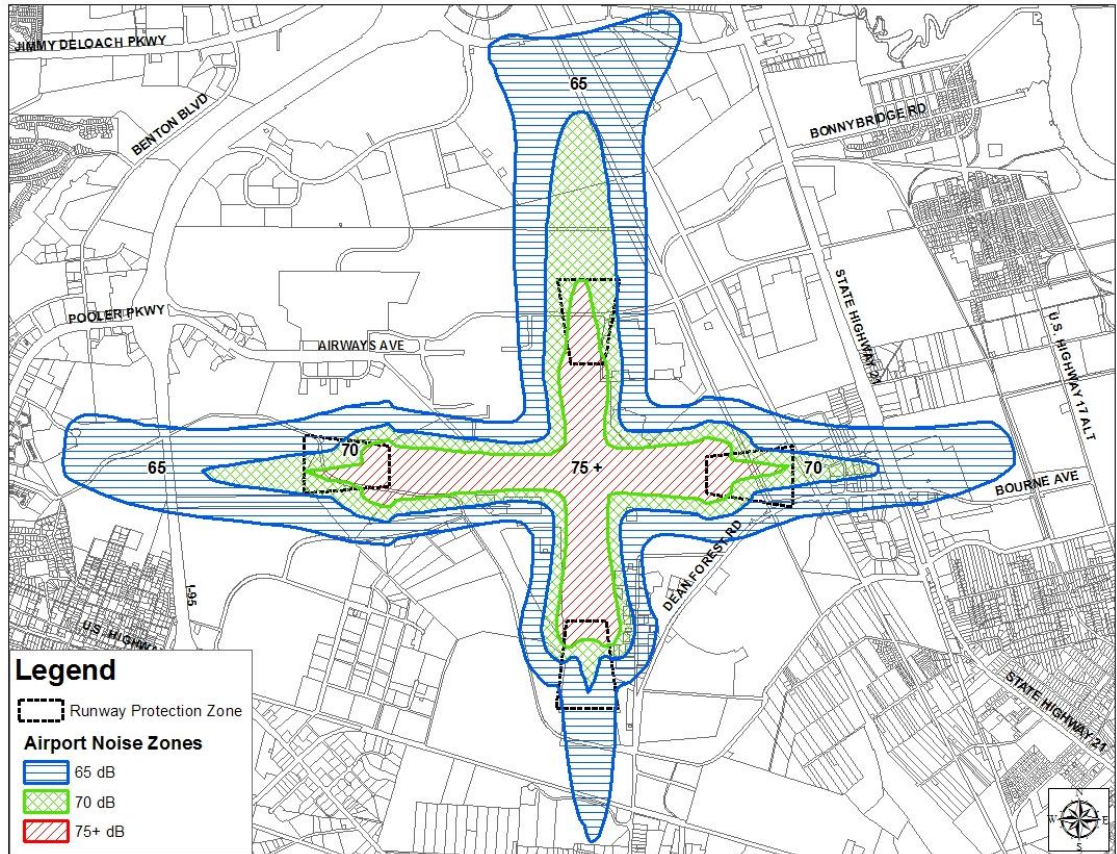 JIMMY DELOACH PKWY
BENTON BLVD
65
BONNYBRIDGE RD
POOLER PKWY
AIRWAYS AVE
STATE HIGHWAY 21
U.S. HIGHWAY 17 ALT
65
70
75 +
70
BOURNE AVE
DEAN FOREST RD
I-95
U.S. HIGHWA
STATE HIGHWAY 21
Legend
Runway Protection Zone
Airport Noise Zones
65 dB
70 dB
75+ dB
N
W
E
S